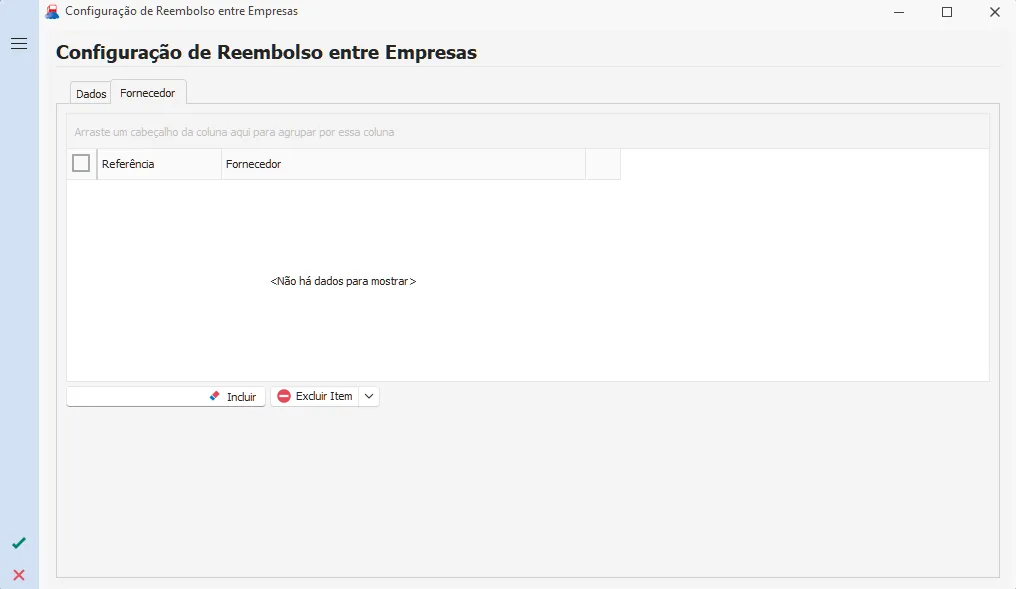 Configuração de Reembolso entre Empresas
Configuração de Reembolso entre Empresas
Dados
Fornecedor
Arraste um cabeçalho da coluna aqui para agrupar por essa coluna
Referência
Fornecedor
<Não há dados para mostrar>
Incluir
Excluir Item